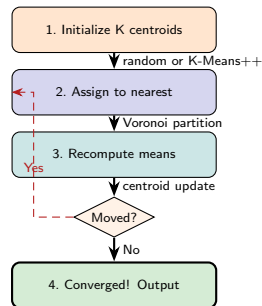 1. Initialize K centroids
random or K-Means++
2. Assign to nearest
Voronoi partition
3. Recompute means
Yes
centroid update
Moved?
No
4. Converged! Output